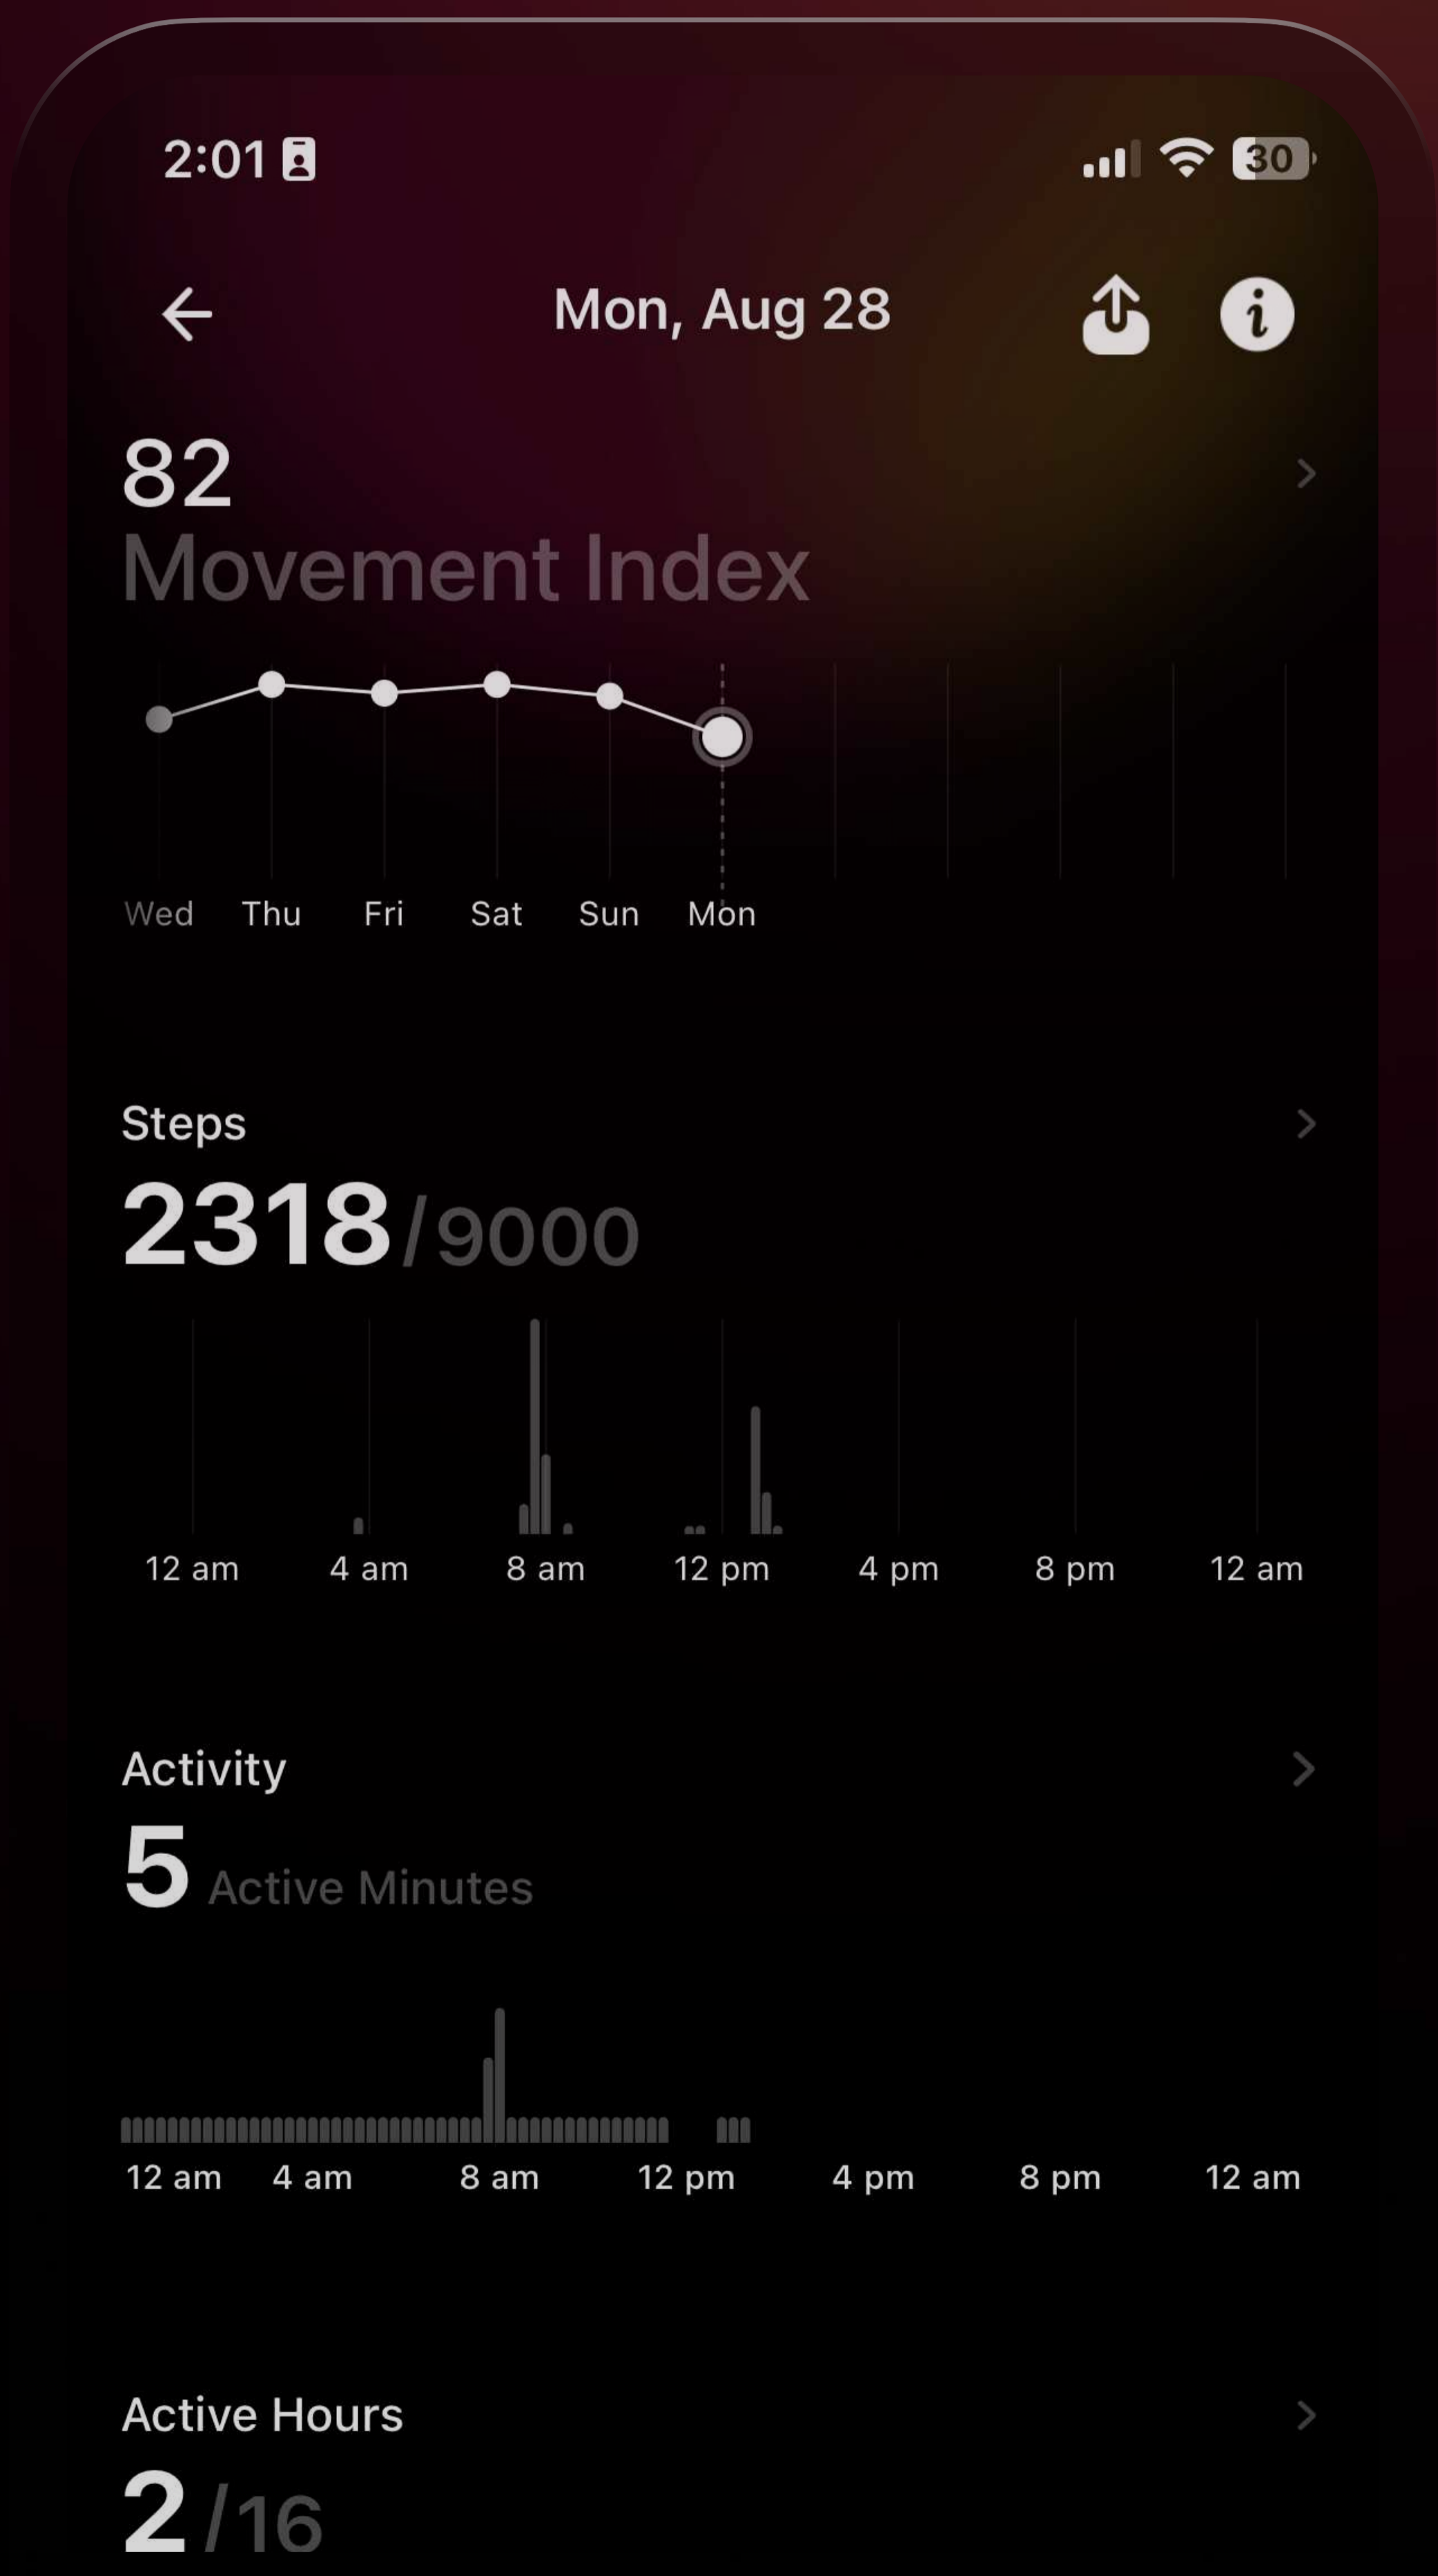 2:01 30
Mon, Aug 28
82
Movement Index
Wed Thu Fri Sat Sun Mon
Steps
2318/9000
12 am 4 am 8 am 12 pm 4 pm 8 pm 12 am
Activity
5 Active Minutes
12 am 4 am 8 am 12 pm 4 pm 8 pm 12 am
Active Hours
2/16